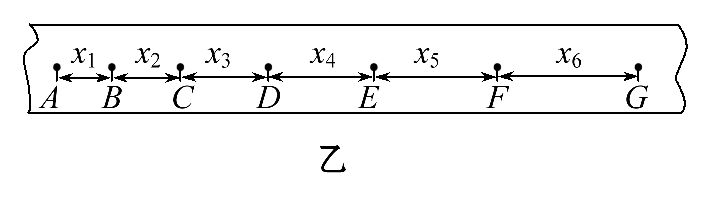 x₁ x₂ x₃ x₄ x₅ x₆
A B C D E F G
乙